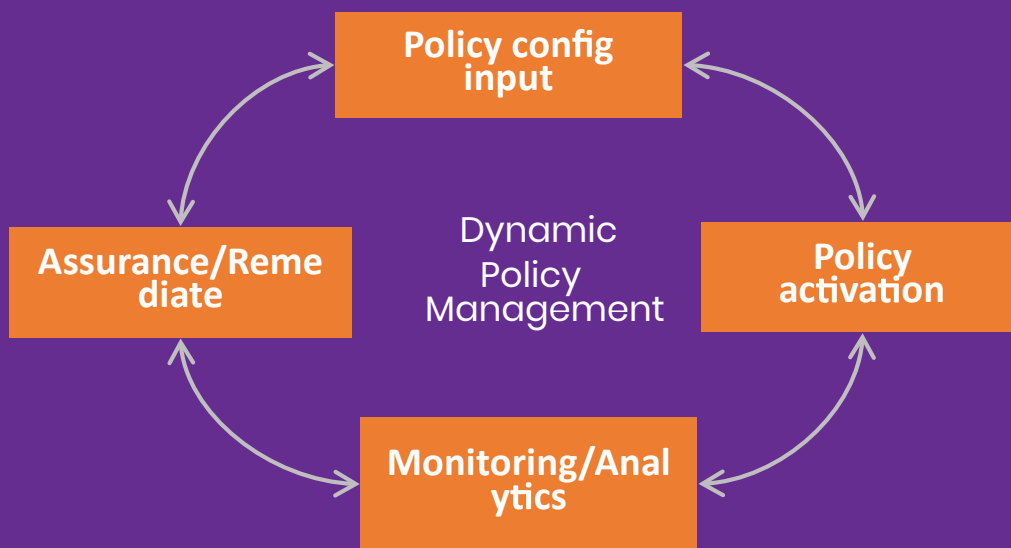 Policy config
input
Assurance/Reme
diate
Dynamic
Policy
Management
Policy
activation
Monitoring/Anal
ytics